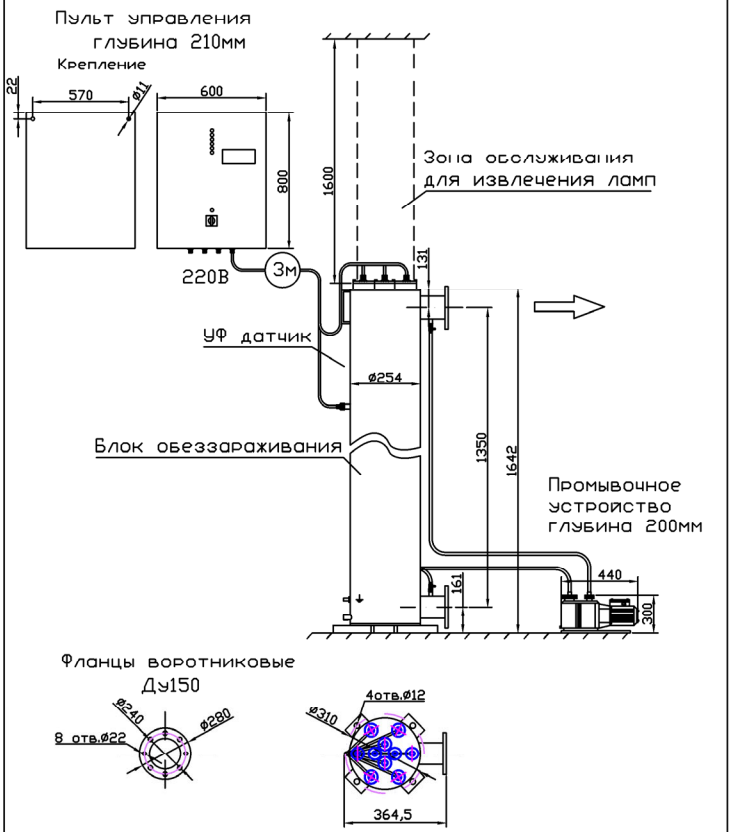 Пульт управления
глубина 210мм
Крепление
22
570
Ø11
600
800
220В
3м
1600
Зона обслуживания
для извлечения ламп
131
УФ датчик
Ø254
Блок обеззараживания
1350
1642
Промывочное
устройство
глубина 200мм
440
300
161
Фланцы воротниковые
Ду150
Ø240
Ø280
8 отв.Ø22
4отв.Ø12
Ø310
364,5